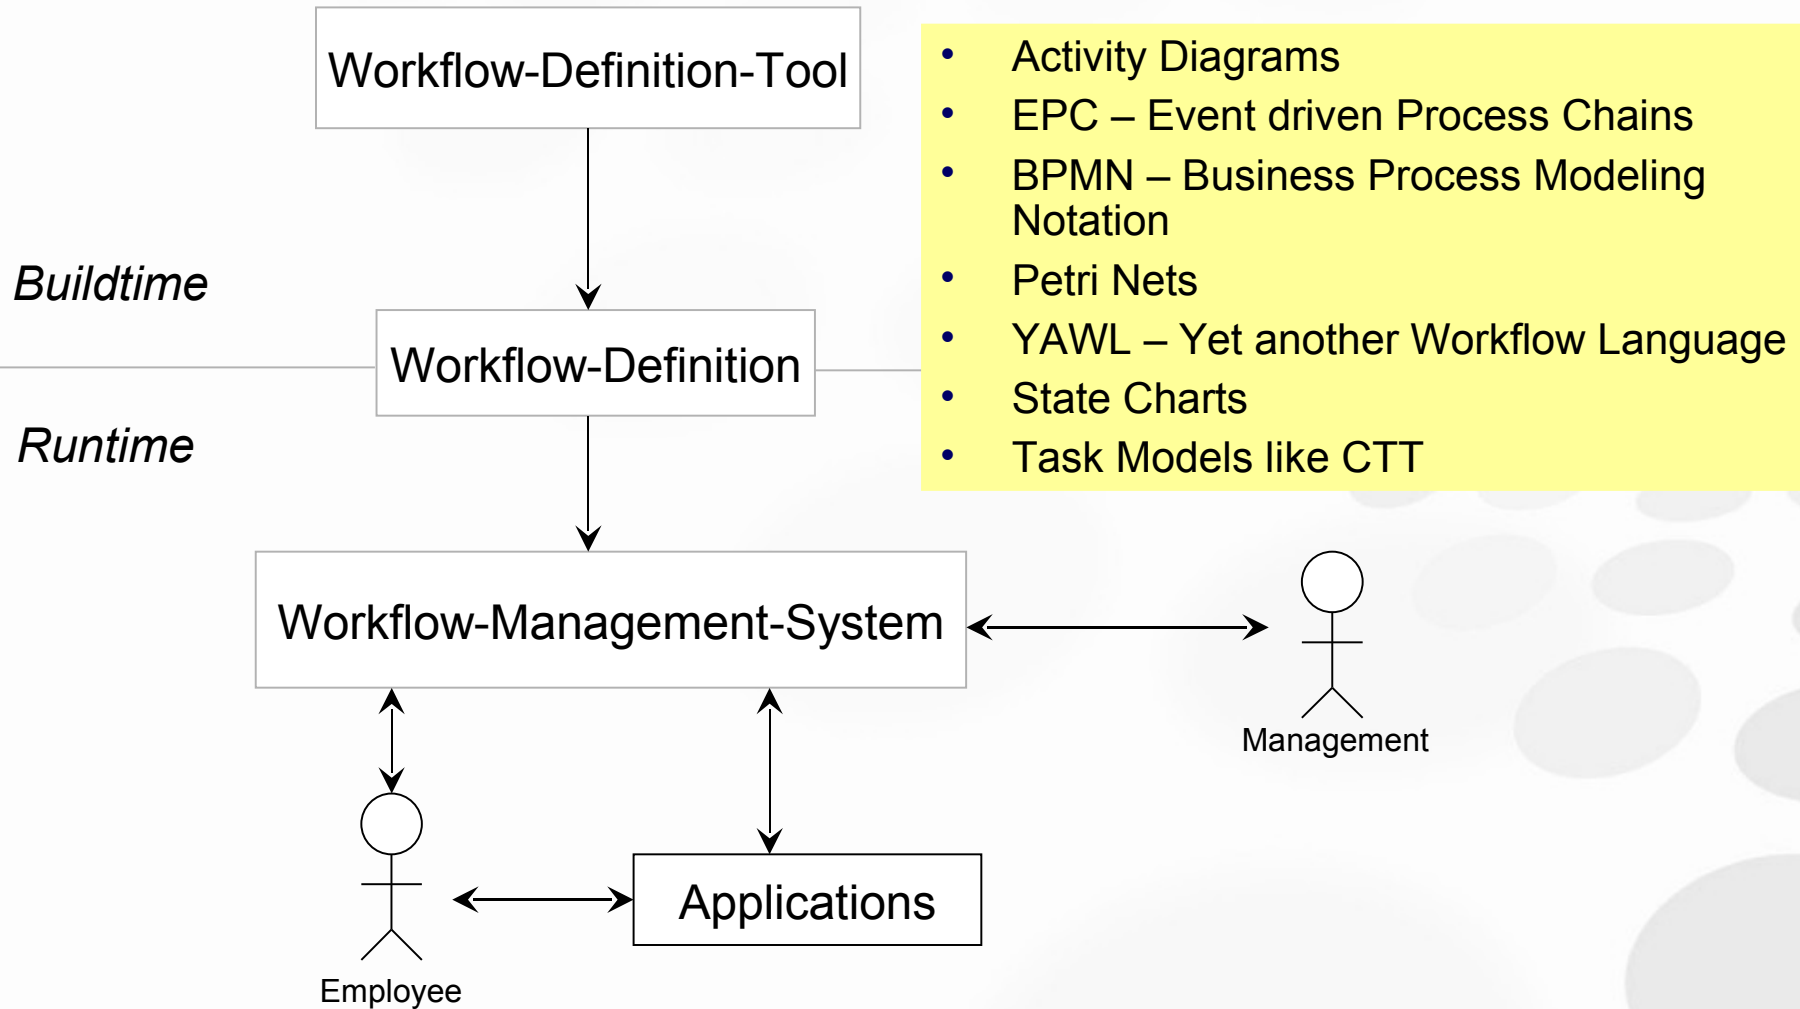 Workflow-Definition-Tool
• Activity Diagrams
• EPC – Event driven Process Chains
• BPMN – Business Process Modeling
Notation
• Petri Nets
• YAWL – Yet another Workflow Language
• State Charts
• Task Models like CTT
Buildtime
Workflow-Definition
Runtime
Workflow-Management-System
Management
Applications
Employee